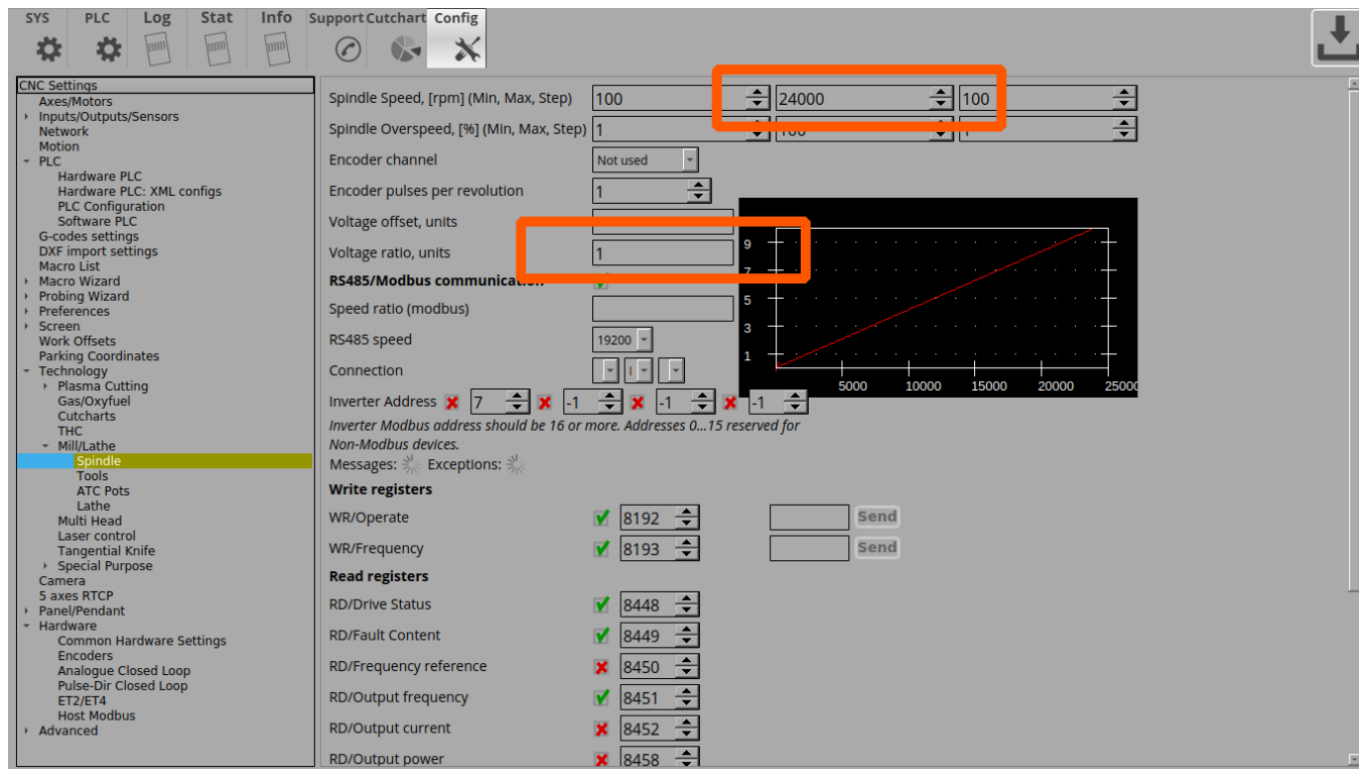 SYS PLC Log Stat Info Support Cutchart Config
CNC Settings
Axes/Motors
Inputs/Outputs/Sensors
Network
Motion
PLC
Hardware PLC
Hardware PLC: XML configs
PLC Configuration
Software PLC
G-codes settings
DXF import settings
Macro List
Macro Wizard
Probing Wizard
Preferences
Screen
Work Offsets
Parking Coordinates
Technology
Plasma Cutting
Gas/Oxyfuel
Cutcharts
THC
Mill/Lathe
Spindle
Tools
ATC Pots
Lathe
Multi Head
Laser control
Tangential Knife
Special Purpose
Camera
5 axes RTCP
Panel/Pendant
Hardware
Common Hardware Settings
Encoders
Analogue Closed Loop
Pulse-Dir Closed Loop
ET2/ET4
Host Modbus
Advanced
Spindle Speed, [rpm] (Min, Max, Step) 100 24000 100
Spindle Overspeed, [%] (Min, Max, Step) 1 100 1
Encoder channel Not used
Encoder pulses per revolution 1
Voltage offset, units
Voltage ratio, units 1
RS485/Modbus communication
Speed ratio (modbus)
RS485 speed 19200
Connection I
Inverter Address 7 -1 -1 -1
Inverter Modbus address should be 16 or more. Addresses 0...15 reserved for
Non-Modbus devices.
Messages: Exceptions:
Write registers
WR/Operate 8192 Send
WR/Frequency 8193 Send
Read registers
RD/Drive Status 8448
RD/Fault Content 8449
RD/Frequency reference 8450
RD/Output frequency 8451
RD/Output current 8452
RD/Output power 8458
9
7
5
3
1
5000 10000 15000 20000 25000